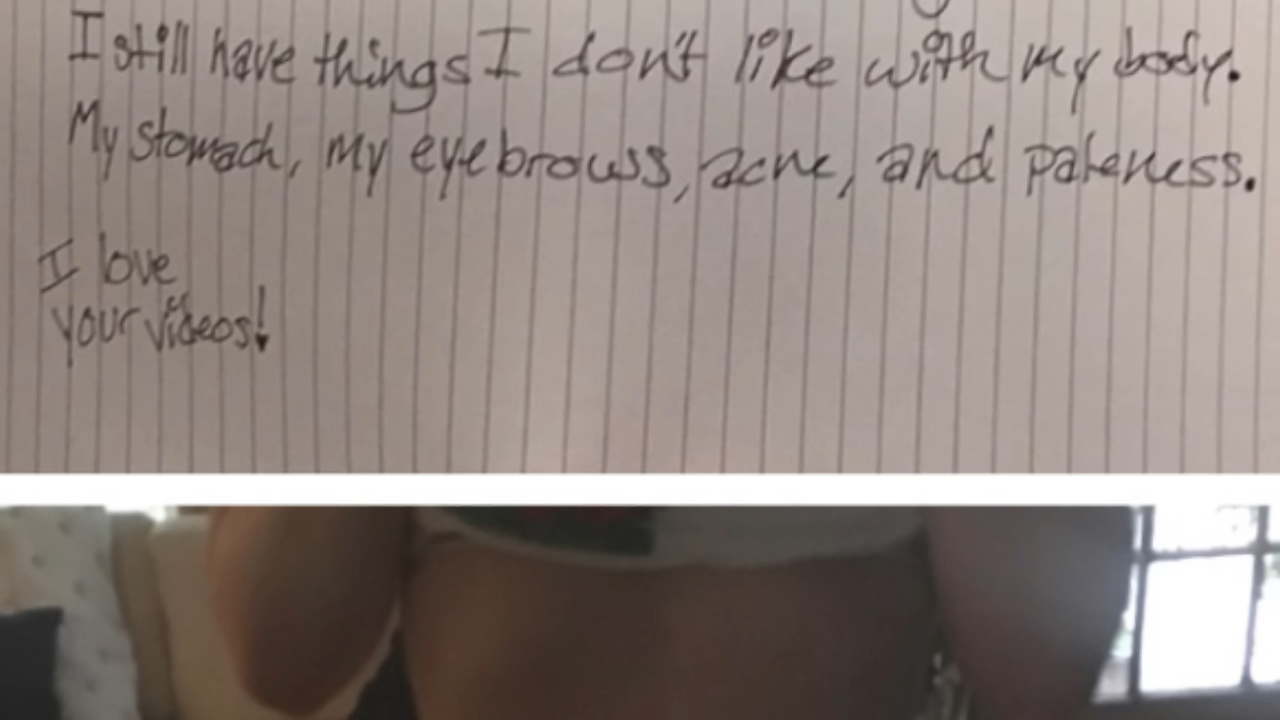 I still have things I don't like with my body.
My stomach, my eyebrows, acne, and paleness.
I love
your videos!